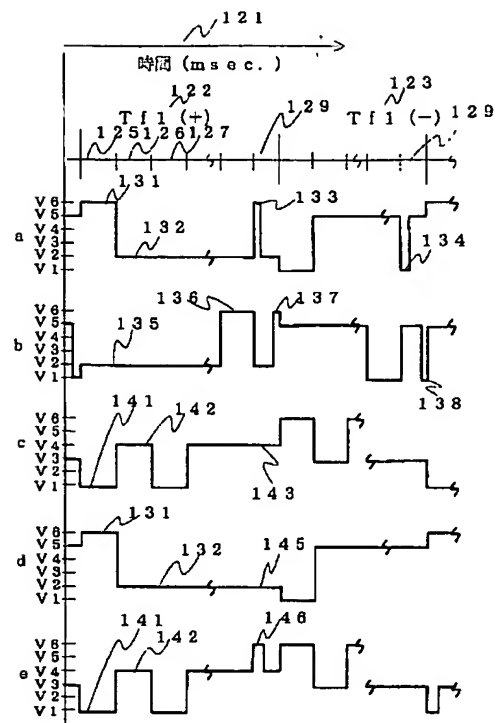 121
時間 (msec.)
122
123
Tf1 (+)
129
Tf1 (−)
129
125 126 127
131
133
V6
V5
V4
V3
V2
V1
a
132
134
136
137
V6
V5
V4
V3
V2
V1
b
135
138
141
142
V6
V5
V4
V3
V2
V1
c
143
131
V6
V5
V4
V3
V2
V1
d
132
145
141
142
146
V6
V5
V4
V3
V2
V1
e